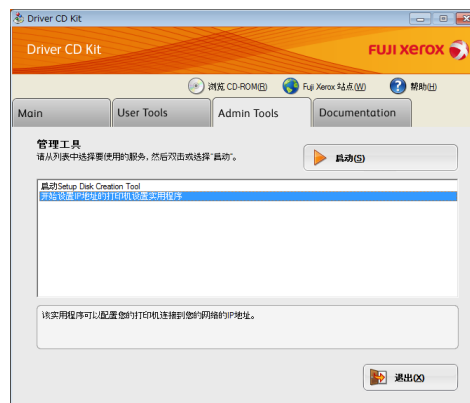 Driver CD Kit
Driver CD Kit
FUJI XEROX
浏览 CD-ROM(R)
Fuji Xerox 站点(W)
帮助(H)
Main
User Tools
Admin Tools
Documentation
管理工具
请从列表中选择要使用的服务, 然后双击或选择“启动”。
启动(S)
启动Setup Disk Creation Tool
开始设置IP地址的打印机设置实用程序
该实用程序可以配置您的打印机连接到您的网络的IP地址。
退出(X)